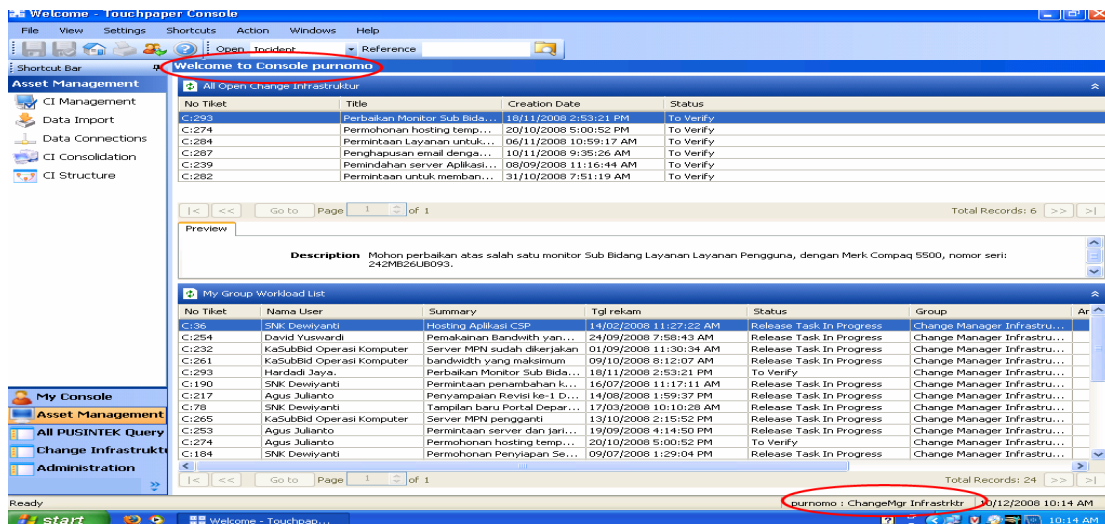 Welcome - Touchpaper Console
File View Settings Shortcuts Action Windows Help
Open Incident Reference
Shortcut Bar
Welcome to Console purnomo
Asset Management
CI Management
Data Import
Data Connections
CI Consolidation
CI Structure
All Open Change Infrastruktur
No Tiket Title Creation Date Status
C:293 Perbaikan Monitor Sub Bida... 18/11/2008 2:53:21 PM To Verify
C:274 Permohonan hosting temp... 20/10/2008 5:00:52 PM To Verify
C:284 Permintaan Layanan untuk... 06/11/2008 10:59:17 AM To Verify
C:287 Penghapusan email denga... 10/11/2008 9:35:26 AM To Verify
C:239 Pemindahan server Aplikasi... 08/09/2008 11:16:44 AM To Verify
C:282 Permintaan untuk memban... 31/10/2008 7:51:19 AM To Verify
|< << Go to Page 1 of 1 Total Records: 6 >> >|
Preview
Description Mohon perbaikan atas salah satu monitor Sub Bidang Layanan Layanan Pengguna, dengan Merk Compaq 5500, nomor seri:
242MB26UB093.
My Group Workload List
No Tiket Nama User Summary Tgl rekam Status Group Ar
C:36 SNK Dewiyanti Hosting Aplikasi CSP 14/02/2008 11:27:22 AM Release Task In Progress Change Manager Infrastru...
C:254 David Yuswardi Pemakainan Bandwith yan... 24/09/2008 7:58:43 AM Release Task In Progress Change Manager Infrastru...
C:232 KaSubBid Operasi Komputer Server MPN sudah dikerjakan 01/09/2008 11:30:34 AM Release Task In Progress Change Manager Infrastru...
C:261 KaSubBid Operasi Komputer bandwidth yang maksimum 09/10/2008 8:12:07 AM Release Task In Progress Change Manager Infrastru...
C:293 Hardadi Jaya. Perbaikan Monitor Sub Bida... 18/11/2008 2:53:21 PM To Verify Change Manager Infrastru...
C:190 SNK Dewiyanti Permintaan penambahan k... 16/07/2008 11:17:11 AM Release Task In Progress Change Manager Infrastru...
C:217 Agus Julianto Penyampaian Revisi ke-1 D... 14/08/2008 1:59:37 PM Release Task In Progress Change Manager Infrastru...
C:78 SNK Dewiyanti Tampilan baru Portal Depar... 17/03/2008 10:10:28 AM Release Task In Progress Change Manager Infrastru...
C:265 KaSubBid Operasi Komputer Server MPN pengganti 13/10/2008 2:15:52 PM Release Task In Progress Change Manager Infrastru...
C:253 Agus Julianto Permintaan server dan jari... 19/09/2008 4:14:50 PM Release Task In Progress Change Manager Infrastru...
C:274 Agus Julianto Permohonan hosting temp... 20/10/2008 5:00:52 PM To Verify Change Manager Infrastru...
C:184 SNK Dewiyanti Permohonan Penyiapan Se... 09/07/2008 1:29:04 PM Release Task In Progress Change Manager Infrastru...
|< << Go to Page 1 of 1 Total Records: 24 >> >|
My Console
Asset Management
All PUSINTEK Query
Change Infrastrukt
Administration
Ready purnomo : ChangeMgr Infrastrktr 10/12/2008 10:14 AM
start Welcome - Touchpap... 10:14 AM